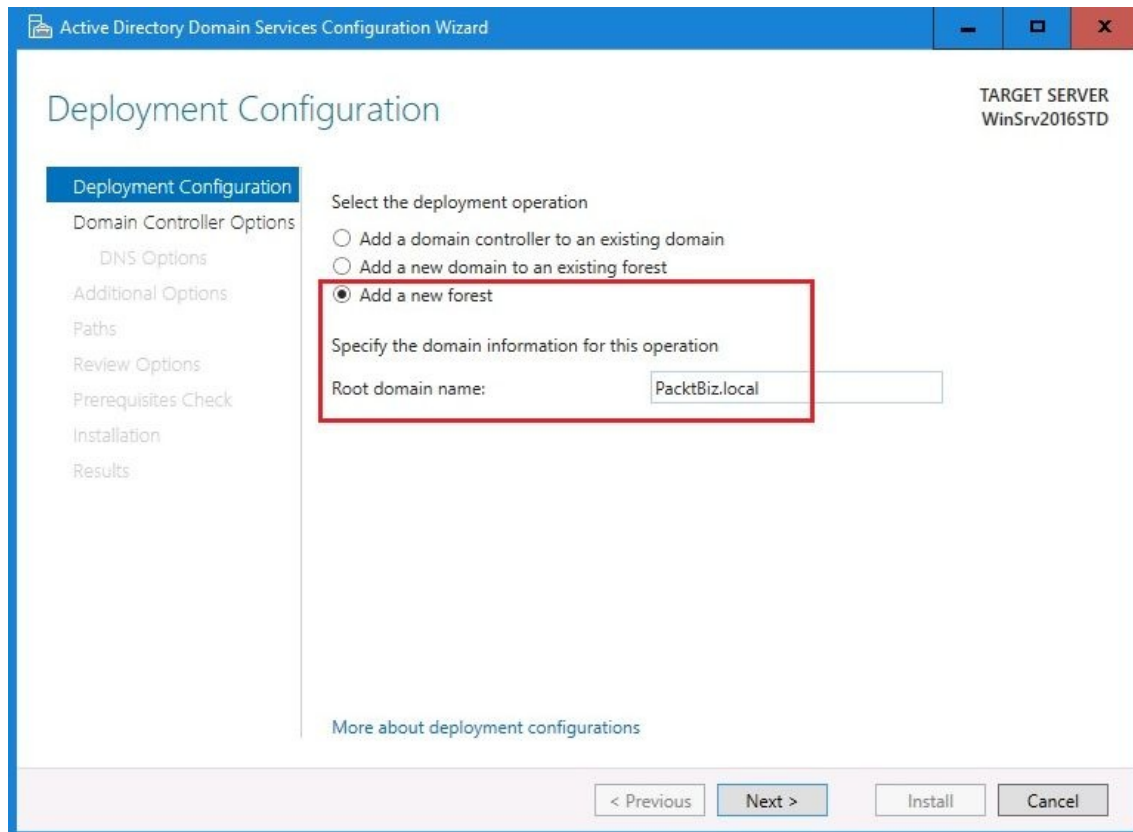 Active Directory Domain Services Configuration Wizard
Deployment Configuration
TARGET SERVER
WinSrv2016STD
Deployment Configuration
Domain Controller Options
DNS Options
Additional Options
Paths
Review Options
Prerequisites Check
Installation
Results
Select the deployment operation
Add a domain controller to an existing domain
Add a new domain to an existing forest
Add a new forest
Specify the domain information for this operation
Root domain name: PacktBiz.local
More about deployment configurations
< Previous Next > Install Cancel